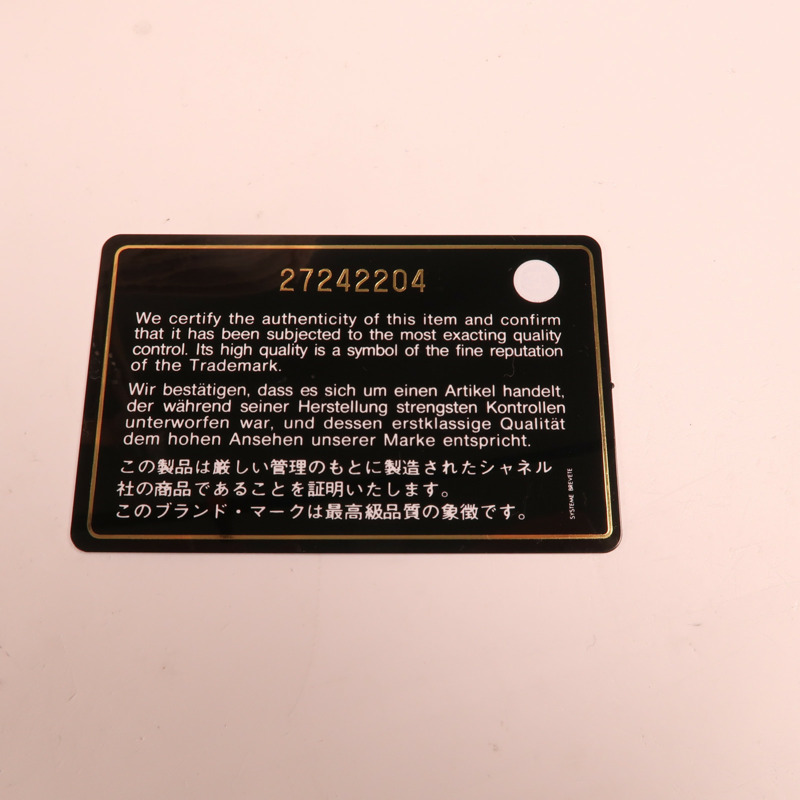 27242204
We certify the authenticity of this item and confirm
that it has been subjected to the most exacting quality
control. Its high quality is a symbol of the fine reputation
of the Trademark.
Wir bestätigen, dass es sich um einen Artikel handelt,
der während seiner Herstellung strengsten Kontrollen
unterworfen war, und dessen erstklassige Qualität
dem hohen Ansehen unserer Marke entspricht.
この製品は厳しい管理のもとに製造されたシャネル
社の商品であることを証明いたします。
このブランド・マークは最高級品質の象徴です。
SYSTEME BREVETE